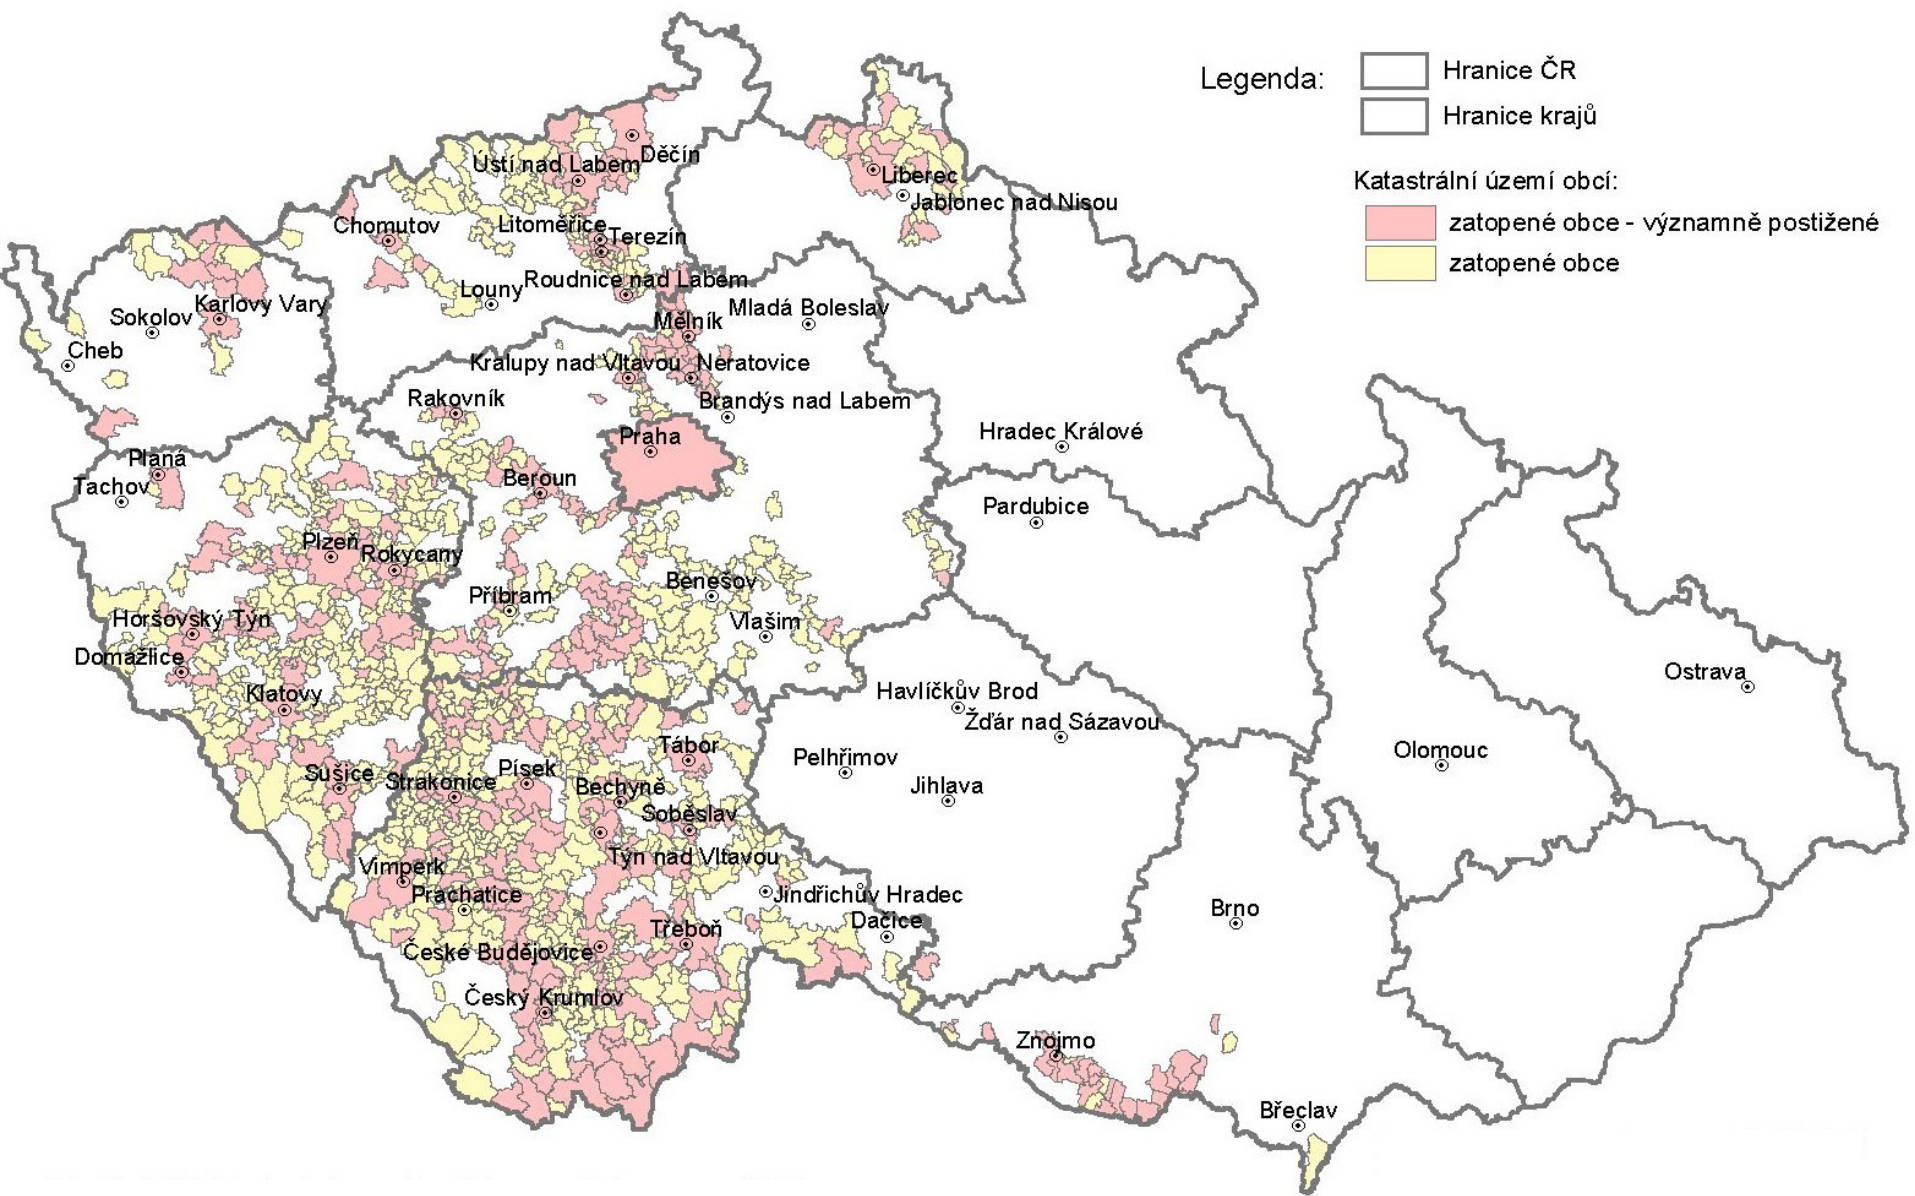 Legenda:
Hranice ČR
Hranice krajů
Katastrální území obcí:
zatopené obce - významně postižené
zatopené obce
Děčín
Ústí nad Labem
Liberec
Jablonec nad Nisou
Chomutov
Litoměřice
Terezín
Roudnice nad Labem
Louny
Karlovy Vary
Sokolov
Cheb
Mladá Boleslav
Mělník
Kralupy nad Vltavou
Neratovice
Rakovník
Brandýs nad Labem
Praha
Hradec Králové
Planá
Tachov
Beroun
Pardubice
Plzeň
Rokycany
Příbram
Benešov
Vlašim
Horšovský Týn
Domažlice
Klatovy
Ostrava
Havlíčkův Brod
Žďár nad Sázavou
Tábor
Pelhřimov
Olomouc
Sušice
Strakonice
Písek
Bechyně
Jihlava
Soběslav
Týn nad Vltavou
Vimperk
Prachatice
Jindřichův Hradec
Dačice
Brno
Třeboň
České Budějovice
Český Krumlov
Znojmo
Břeclav